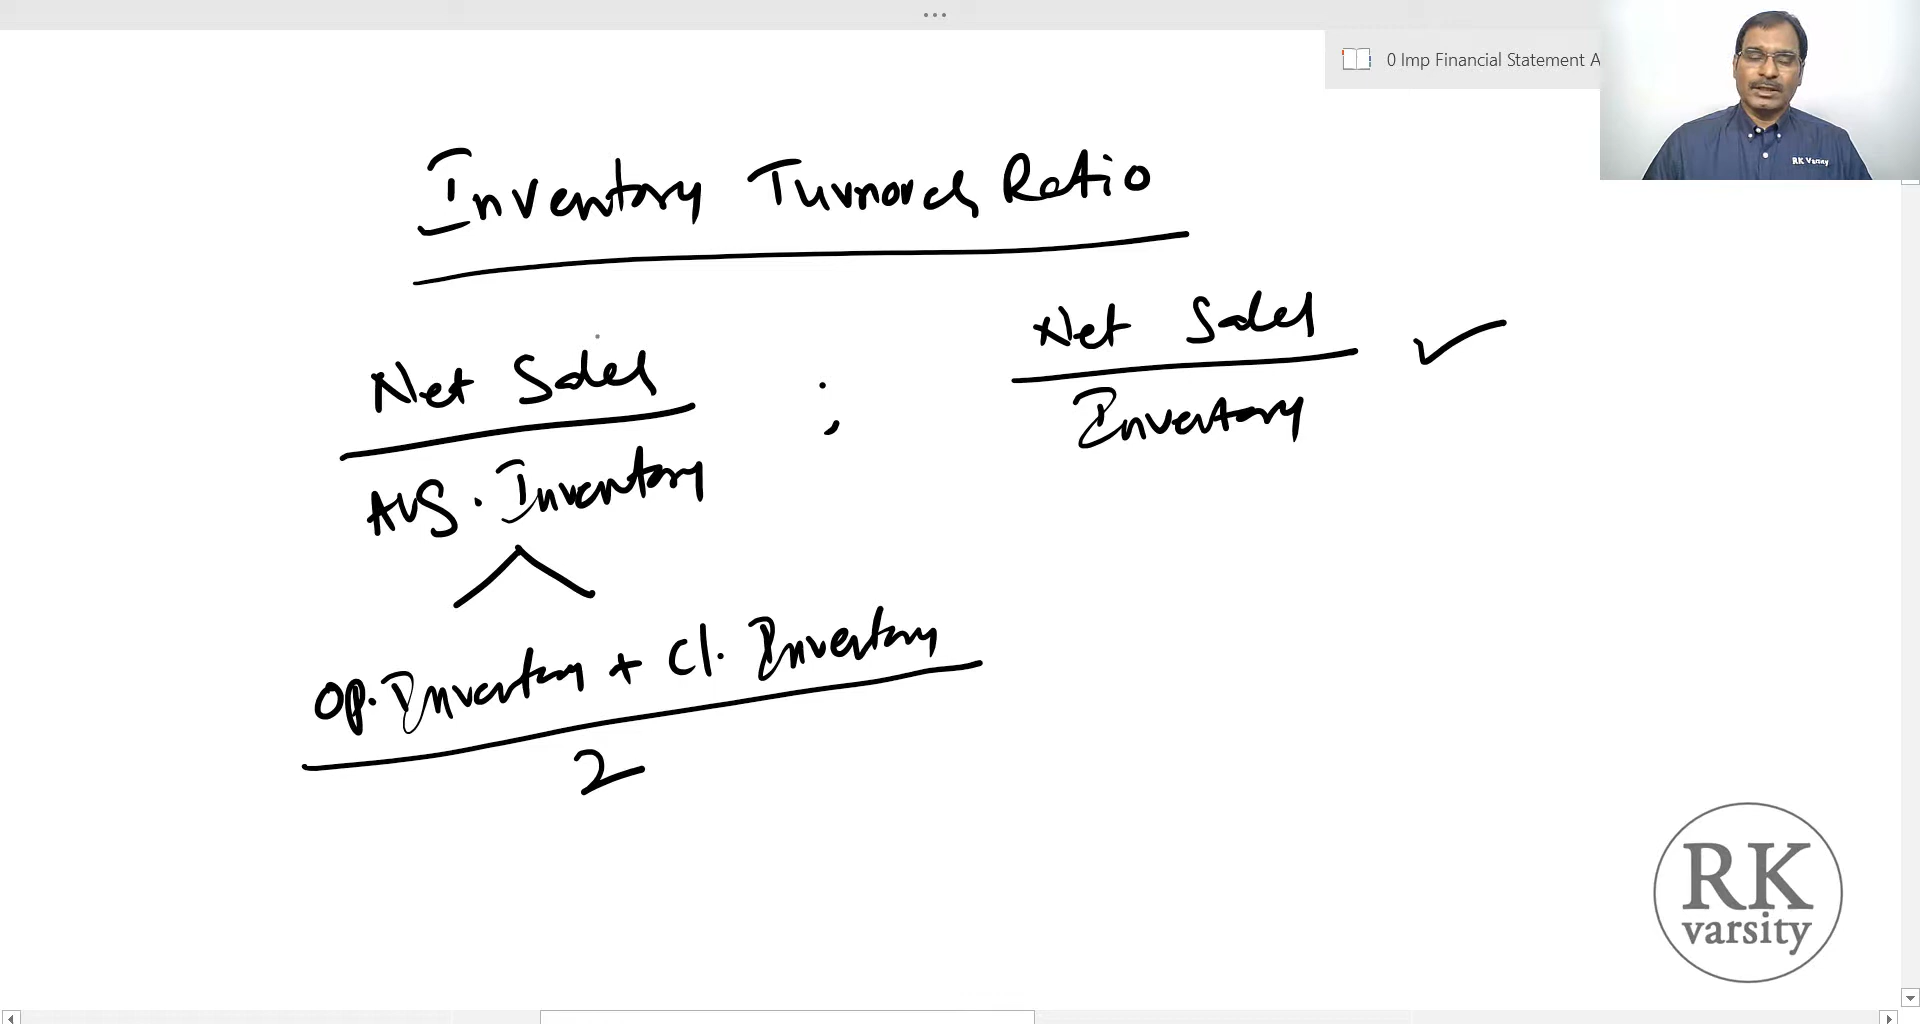 0 Imp Financial Statement A
RK Varsity
Inventory Turnover Ratio
Net Sales
Avg. Inventory
;
Net Sales
Inventory
Op. Inventory + Cl. Inventory
2
RK
varsity